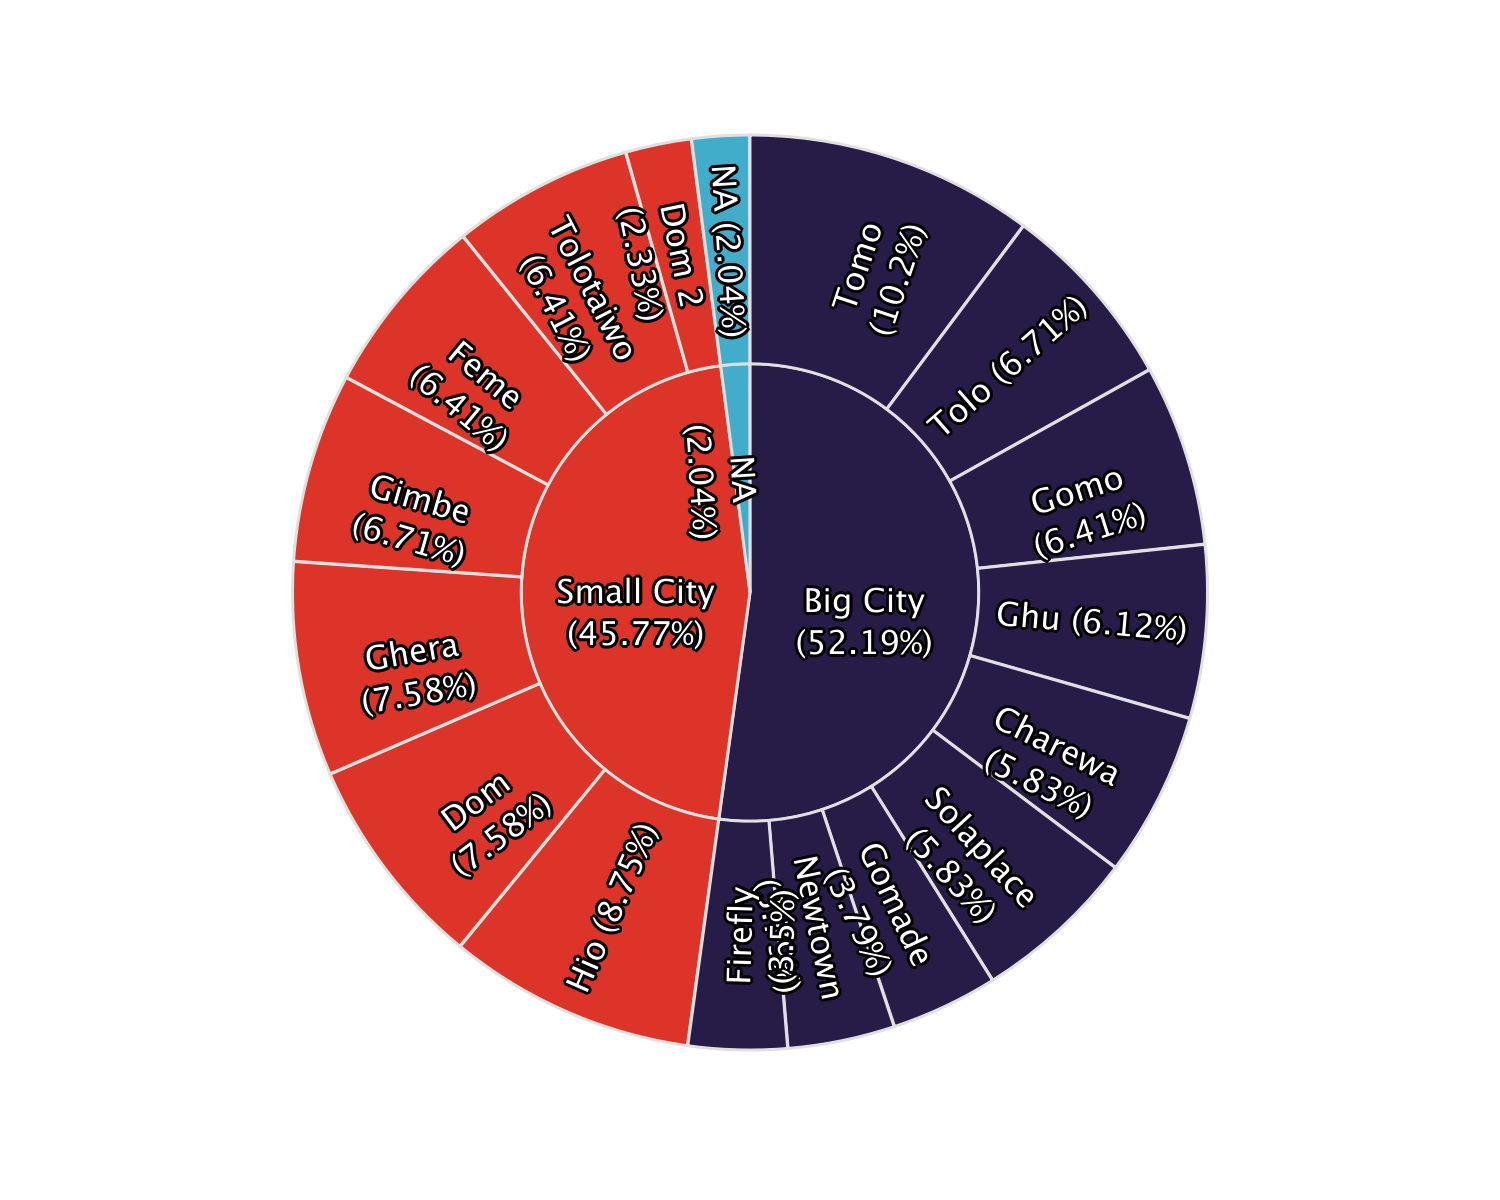 Tomo
(10.2%)
Tolo (6.71%)
Gomo
(6.41%)
Ghu (6.12%)
Charewa
(5.83%)
Solaplace
(5.83%)
Gomade
(3.79%)
Newtown
Firefly
(3.5%)
Hio (8.75%)
Dom
(7.58%)
Ghera
(7.58%)
Gimbe
(6.71%)
Feme
(6.41%)
Tolotaiwo
(6.41%)
Dom 2
(2.33%)
NA (2.04%)
NA
(2.04%)
Small City
(45.77%)
Big City
(52.19%)